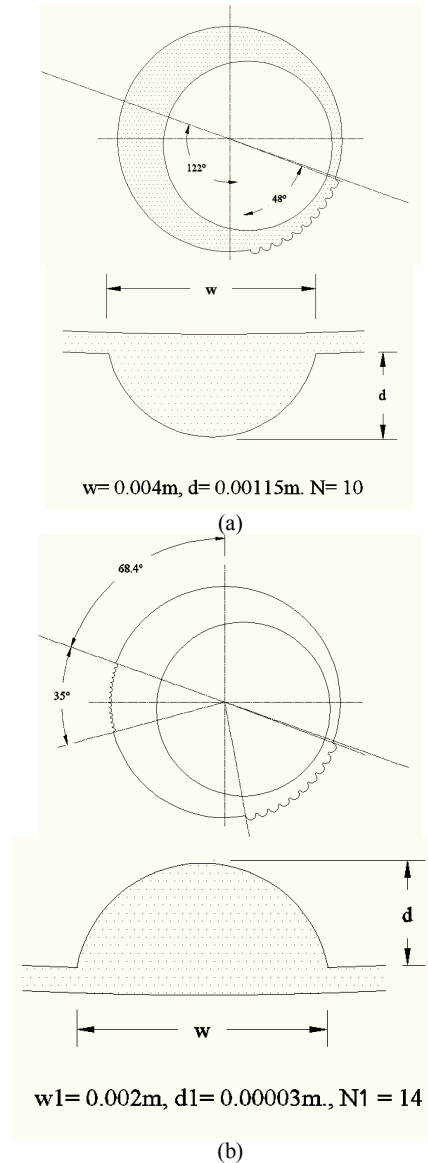 122°
48°
w
d
w= 0.004m, d= 0.00115m. N= 10
(a)
68.4°
35°
d
w
w1= 0.002m, d1= 0.00003m., N1 = 14
(b)